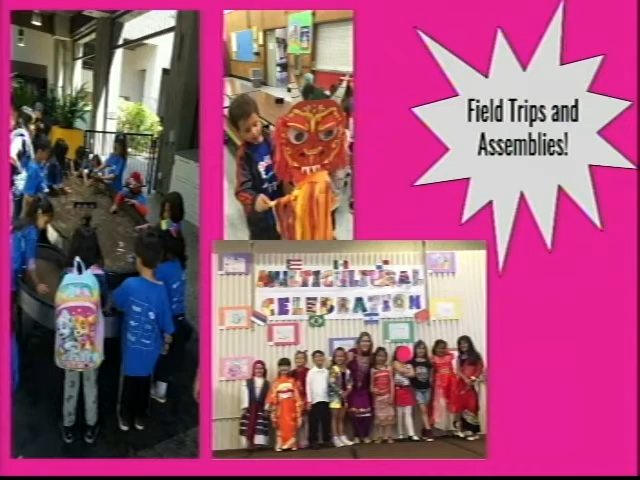 Field Trips and
Assemblies!
MULTICULTURAL
CELEBRATION